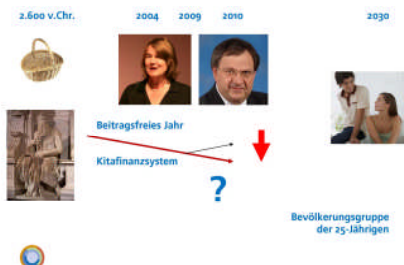 2.600 v.Chr. 2004 2009 2010 2030
Beitragsfreies Jahr
Kitafinanzsystem
?
Bevölkerungsgruppe
der 25-Jährigen